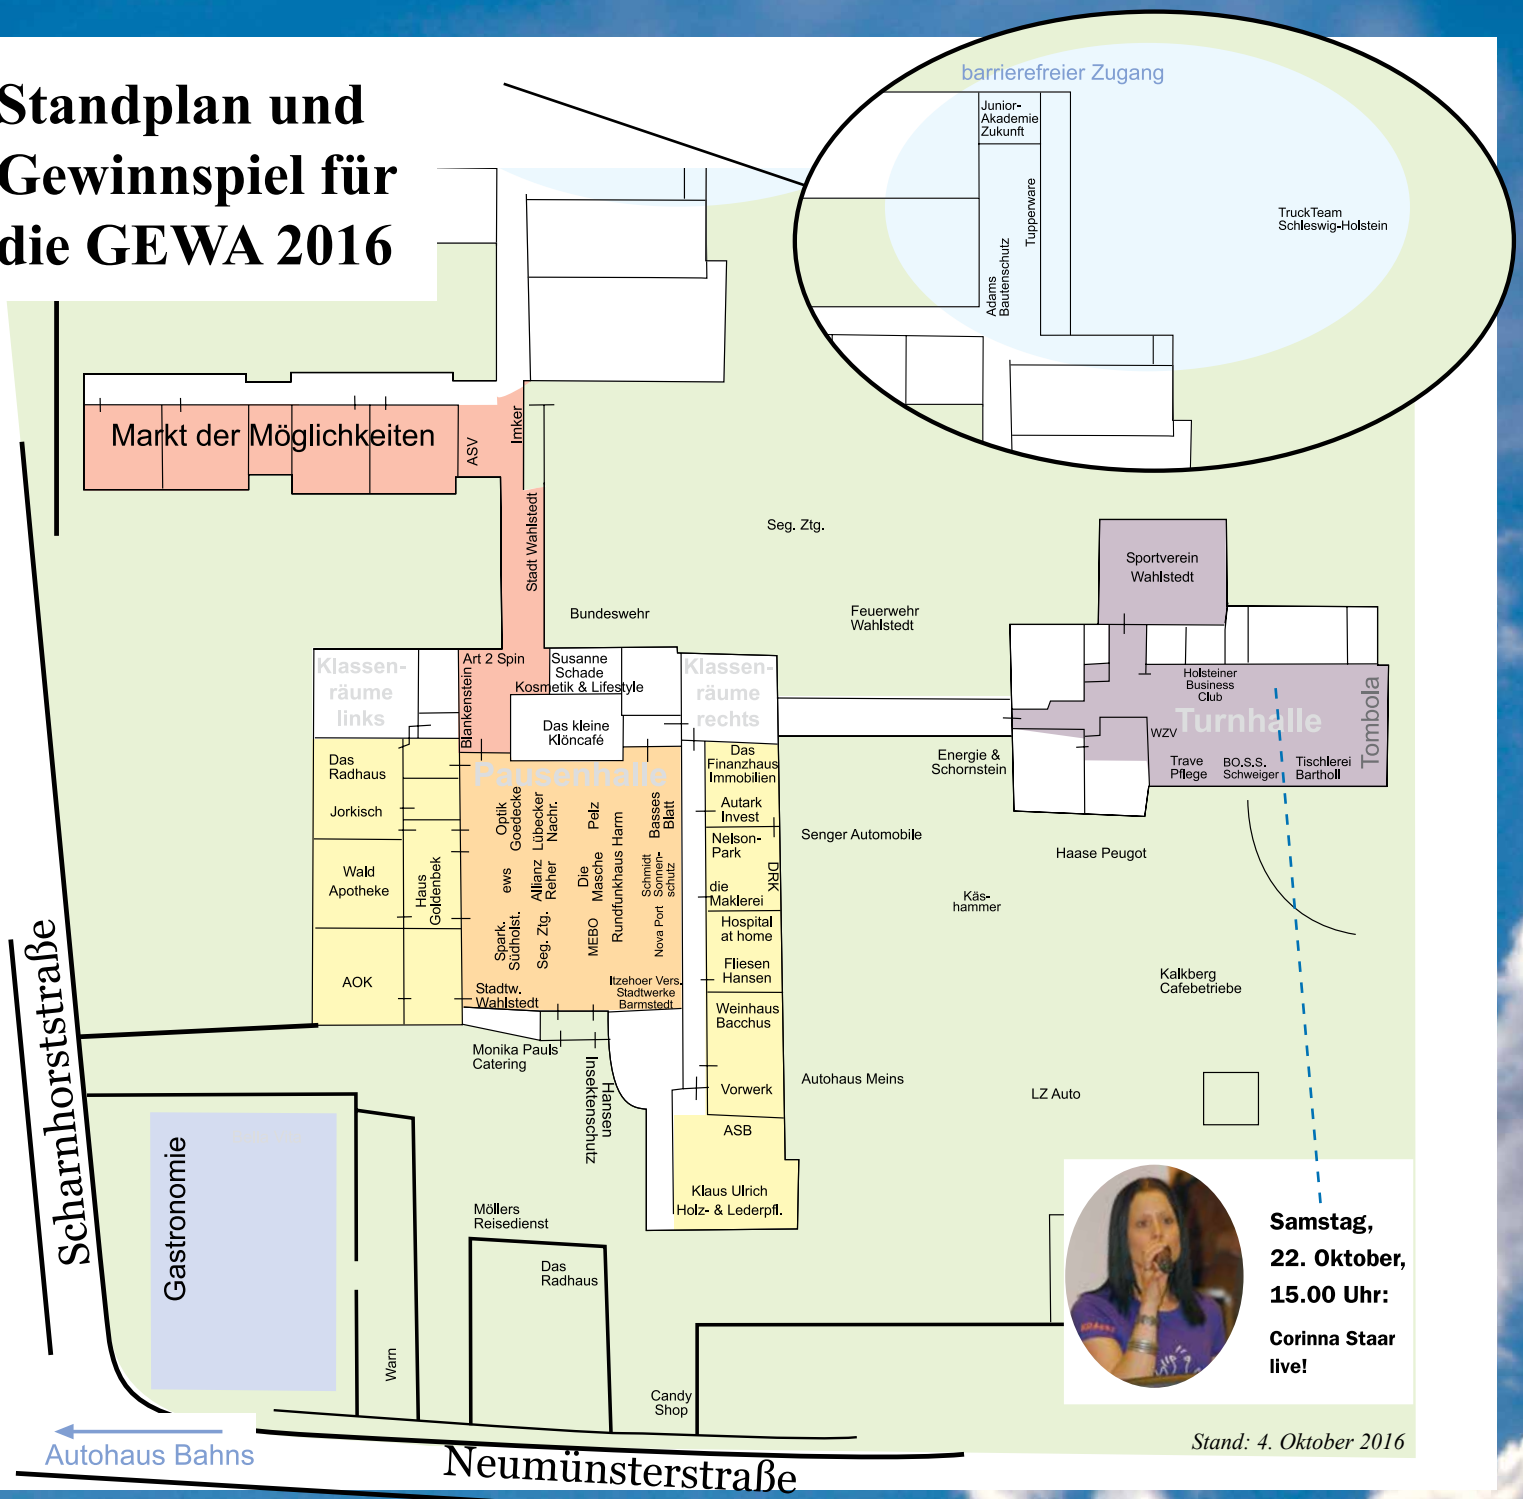 Standplan und
Gewinnspiel für
die GEWA 2016
barrierefreier Zugang
Junior-
Akademie
Zukunft
Tupperware
Adams
Bautenschutz
TruckTeam
Schleswig-Holstein
Markt der Möglichkeiten
ASV
Imker
Stadt Wahlstedt
Seg. Ztg.
Bundeswehr
Feuerwehr
Wahlstedt
Sportverein
Wahlstedt
Klassen-
räume
links
Art 2 Spin
Blankenstein
Susanne
Schade
Kosmetik & Lifestyle
Das kleine
Klöncafé
Klassen-
räume
rechts
Holsteiner
Business
Club
Turnhalle
Tombola
WZV
Trave
Pflege
BO.S.S.
Schweiger
Tischlerei
Bartholl
Energie &
Schornstein
Das
Radhaus
Jorkisch
Wald
Apotheke
Haus
Goldenbek
AOK
Pausenhalle
Optik
Goedecke
Lübecker
Nachr.
Pelz
Rundfunkhaus Harm
Basses
Blatt
ews
Allianz
Reher
Die
Masche
Schmidt
Sonnen-
schutz
Spark.
Südholst.
Seg. Ztg.
MEBO
Nova Port
Stadtw.
Wahlstedt
Itzehoer Vers.
Stadtwerke
Barmstedt
Das
Finanzhaus
Immobilien
Autark
Invest
Nelson-
Park
DRK
die
Maklerei
Hospital
at home
Fliesen
Hansen
Weinhaus
Bacchus
Vorwerk
ASB
Klaus Ulrich
Holz- & Lederpfl.
Senger Automobile
Haase Peugot
Käs-
hammer
Kalkberg
Cafebetriebe
Autohaus Meins
LZ Auto
Monika Pauls
Catering
Hansen
Insektenschutz
Möllers
Reisedienst
Das
Radhaus
Gastronomie
Warn
Candy
Shop
Scharnhorststraße
Neumünsterstraße
Autohaus Bahns
Samstag,
22. Oktober,
15.00 Uhr:
Corinna Staar
live!
Stand: 4. Oktober 2016